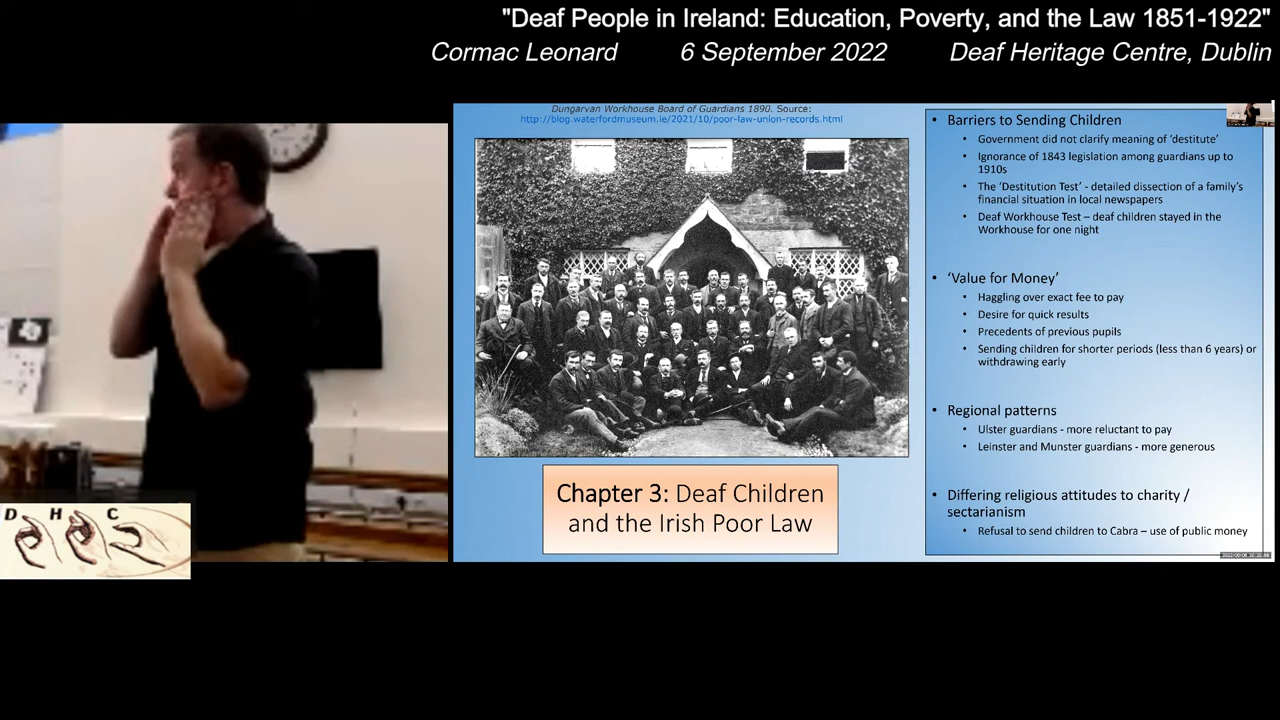 "Deaf People in Ireland: Education, Poverty, and the Law 1851-1922"
Cormac Leonard 6 September 2022 Deaf Heritage Centre, Dublin
Dungarvan Workhouse Board of Guardians 1890. Source:
http://blog.waterfordmuseum.ie/2021/10/poor-law-union-records.html
Chapter 3: Deaf Children
and the Irish Poor Law
• Barriers to Sending Children
• Government did not clarify meaning of 'destitute'
• Ignorance of 1843 legislation among guardians up to
1910s
• The 'Destitution Test' - detailed dissection of a family's
financial situation in local newspapers
• Deaf Workhouse Test – deaf children stayed in the
Workhouse for one night
• 'Value for Money'
• Haggling over exact fee to pay
• Desire for quick results
• Precedents of previous pupils
• Sending children for shorter periods (less than 6 years) or
withdrawing early
• Regional patterns
• Ulster guardians - more reluctant to pay
• Leinster and Munster guardians - more generous
• Differing religious attitudes to charity /
sectarianism
• Refusal to send children to Cabra – use of public money
D H C